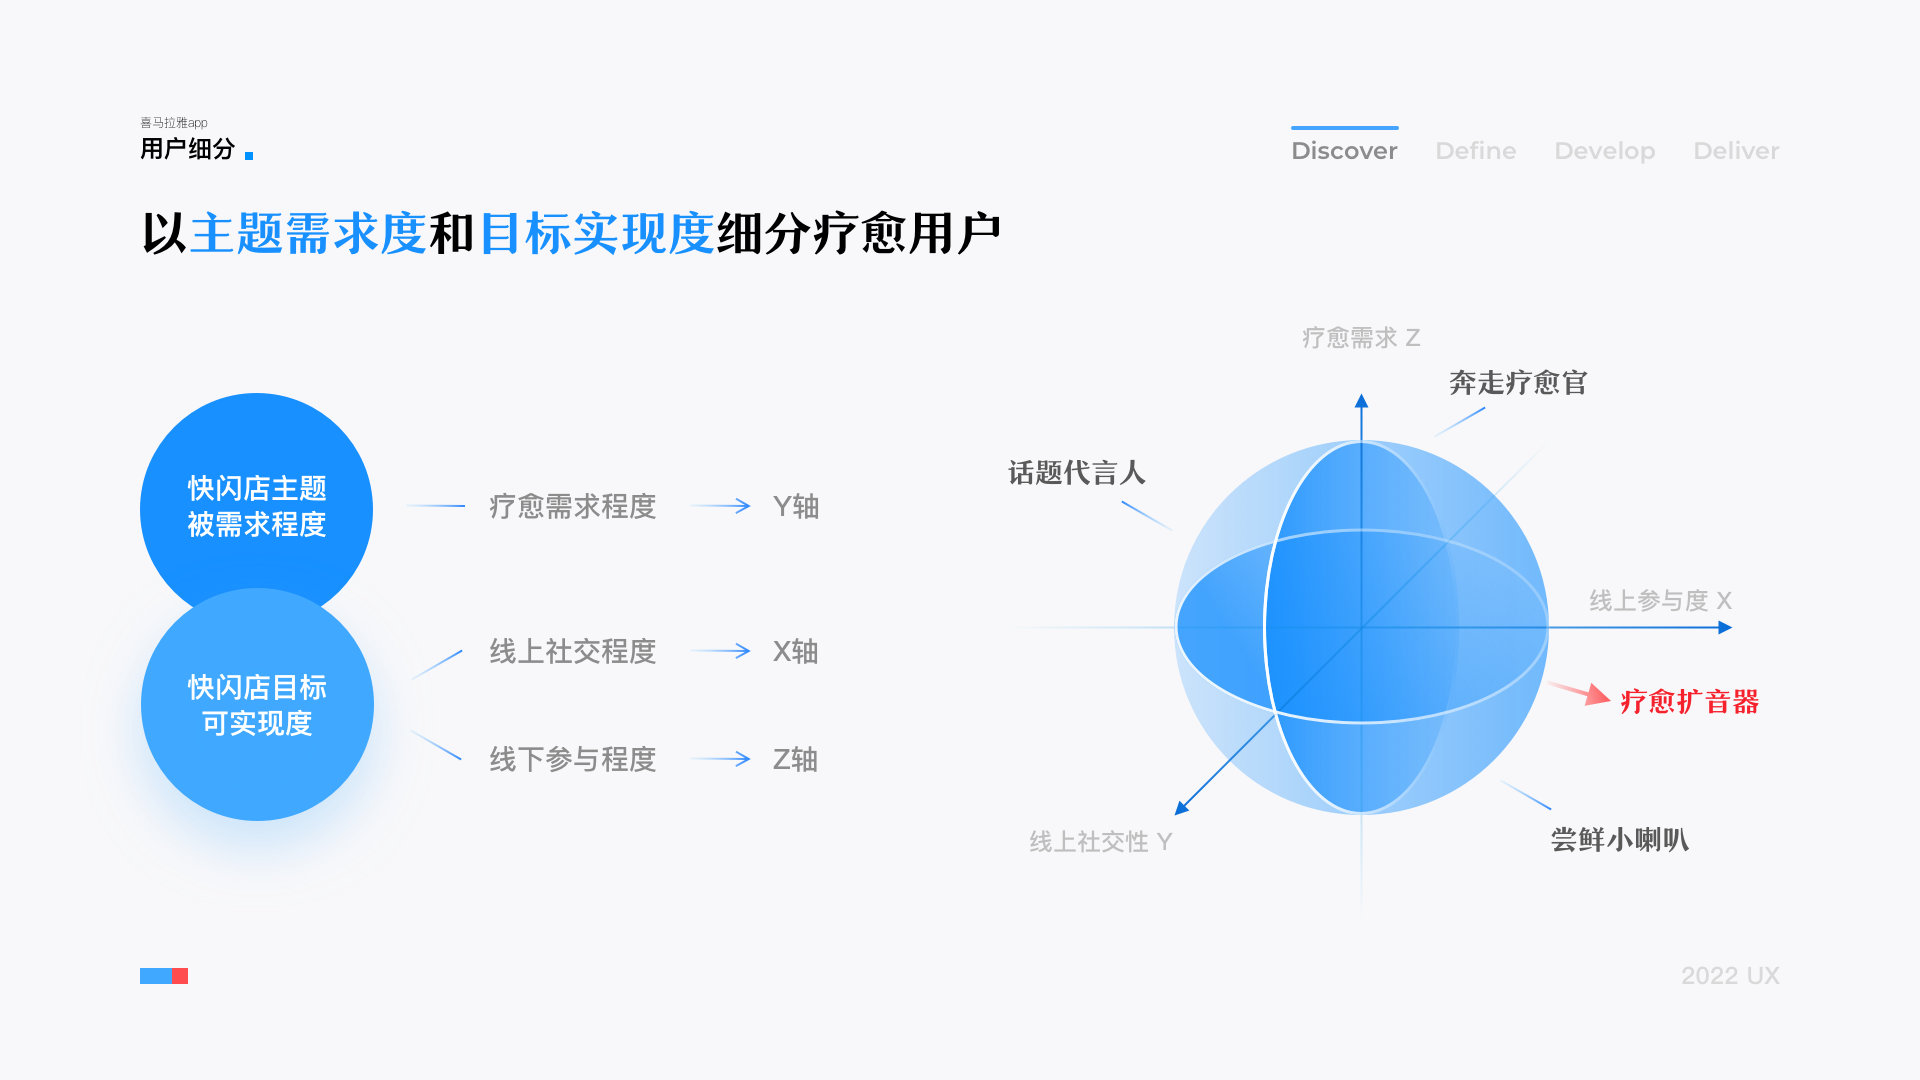 喜马拉雅app
用户细分
Discover
Define
Develop
Deliver
以主题需求度和目标实现度细分疗愈用户
快闪店主题
被需求程度
疗愈需求程度
Y轴
快闪店目标
可实现度
线上社交程度
X轴
线下参与程度
Z轴
疗愈需求 Z
奔走疗愈官
话题代言人
线上参与度 X
疗愈扩音器
线上社交性 Y
尝鲜小喇叭
2022 UX